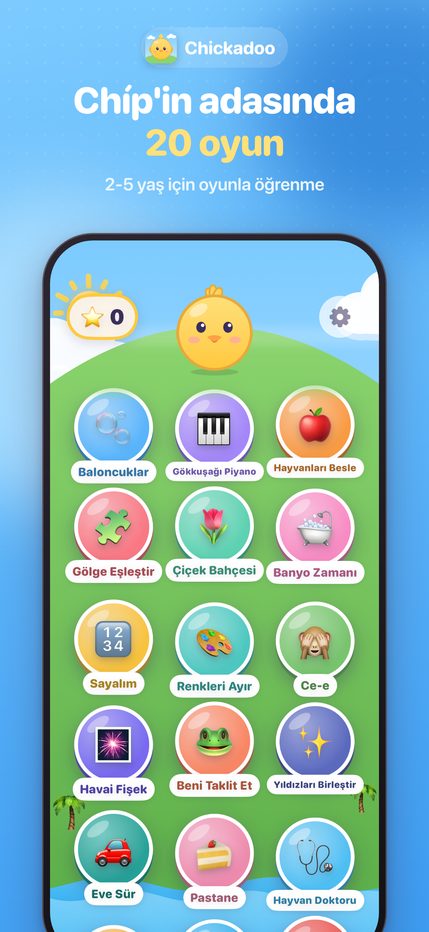 Chickadoo
Chíp'in adasında
20 oyun
2-5 yaş için oyunla öğrenme
0
Baloncuklar
Gökkuşağı Piyano
Hayvanları Besle
Gölge Eşleştir
Çiçek Bahçesi
Banyo Zamanı
1 2
3 4
Sayalım
Renkleri Ayır
Ce-e
Havai Fişek
Beni Taklit Et
Yıldızları Birleştir
Eve Sür
Pastane
Hayvan Doktoru